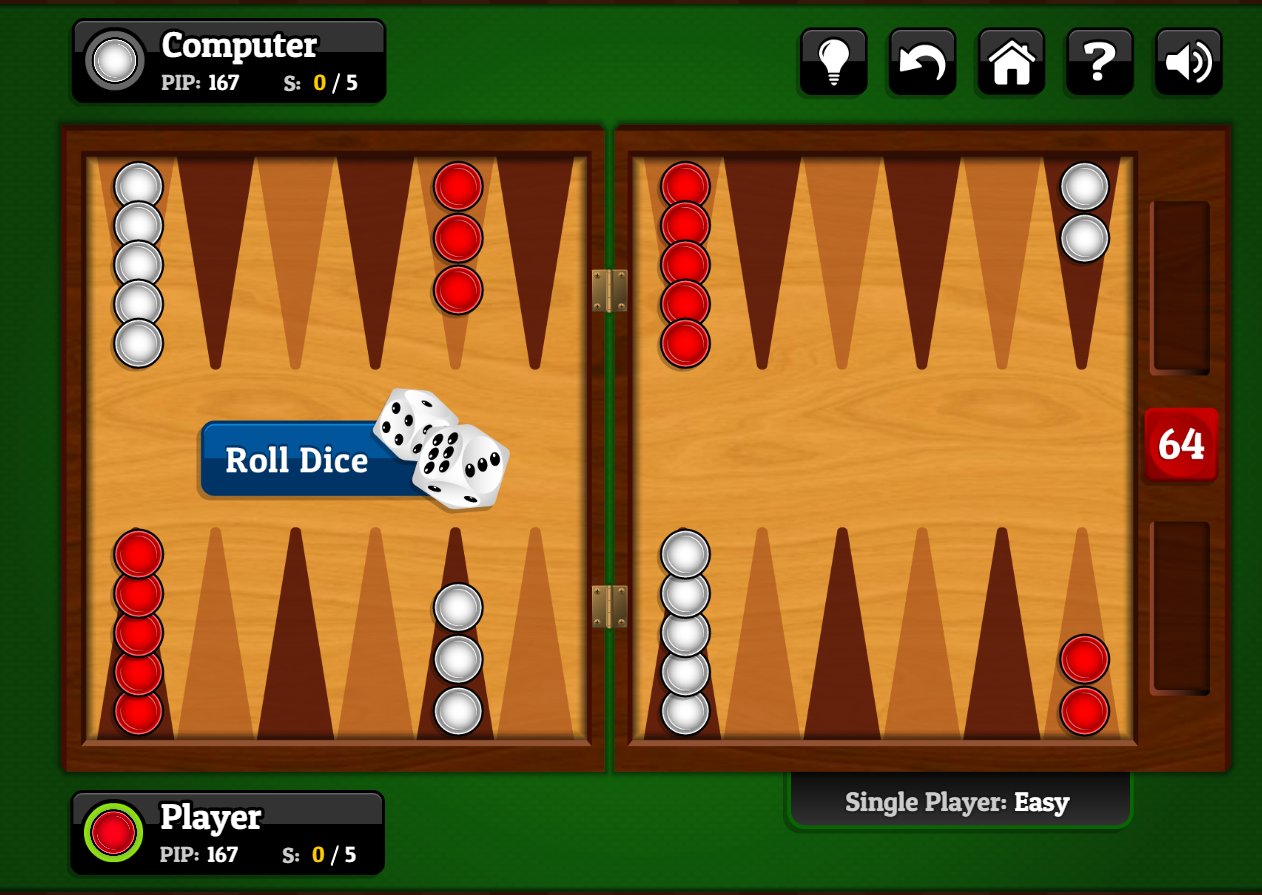 Computer
PIP: 167 S: 0 / 5
?
Roll Dice
64
Single Player: Easy
Player
PIP: 167 S: 0 / 5